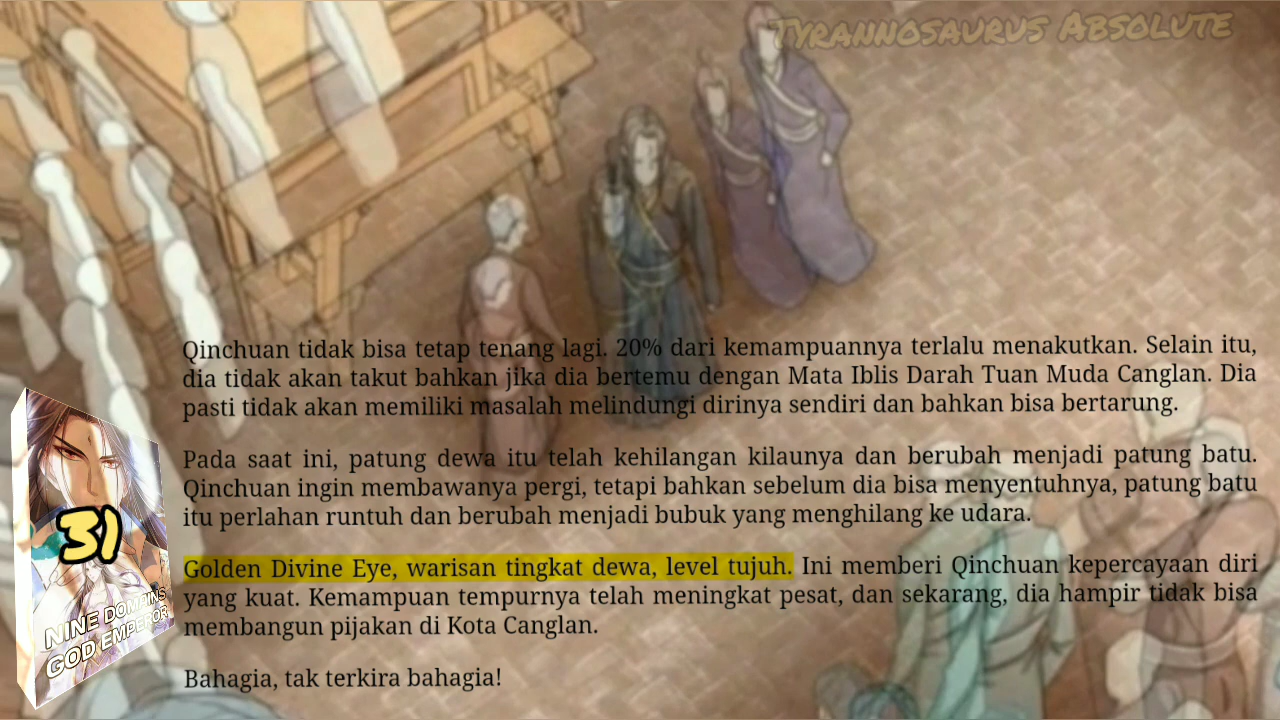 Tyrannosaurus Absolute
Qinchuan tidak bisa tetap tenang lagi. 20% dari kemampuannya terlalu menakutkan. Selain itu,
dia tidak akan takut bahkan jika dia bertemu dengan Mata Iblis Darah Tuan Muda Canglan. Dia
pasti tidak akan memiliki masalah melindungi dirinya sendiri dan bahkan bisa bertarung.
Pada saat ini, patung dewa itu telah kehilangan kilaunya dan berubah menjadi patung batu.
Qinchuan ingin membawanya pergi, tetapi bahkan sebelum dia bisa menyentuhnya, patung batu
itu perlahan runtuh dan berubah menjadi bubuk yang menghilang ke udara.
Golden Divine Eye, warisan tingkat dewa, level tujuh. Ini memberi Qinchuan kepercayaan diri
yang kuat. Kemampuan tempurnya telah meningkat pesat, dan sekarang, dia hampir tidak bisa
membangun pijakan di Kota Canglan.
Bahagia, tak terkira bahagia!
31
NINE DOMAINS
GOD EMPEROR